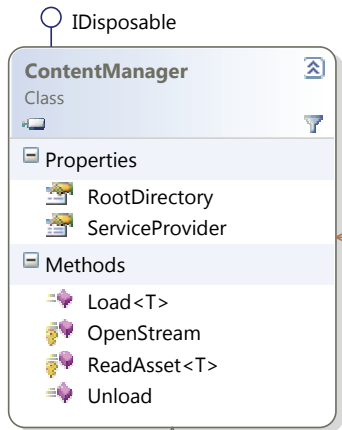 IDisposable
ContentManager
Class
Properties
RootDirectory
ServiceProvider
Methods
Load<T>
OpenStream
ReadAsset<T>
Unload